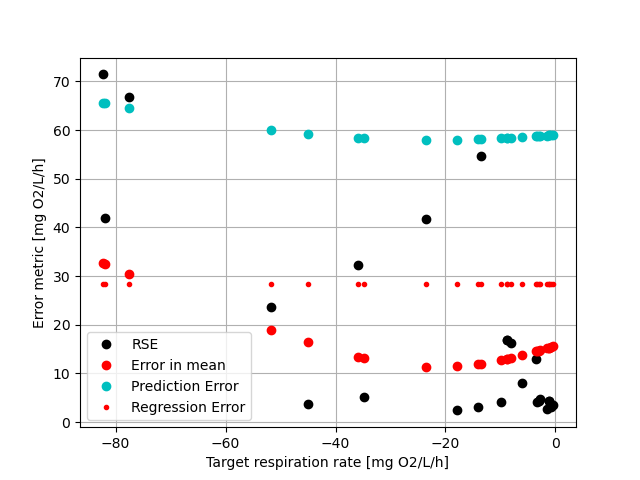 70
60
50
40
30
20
10
0
Error metric [mg O2/L/h]
RSE
Error in mean
Prediction Error
Regression Error
−80 −60 −40 −20 0
Target respiration rate [mg O2/L/h]